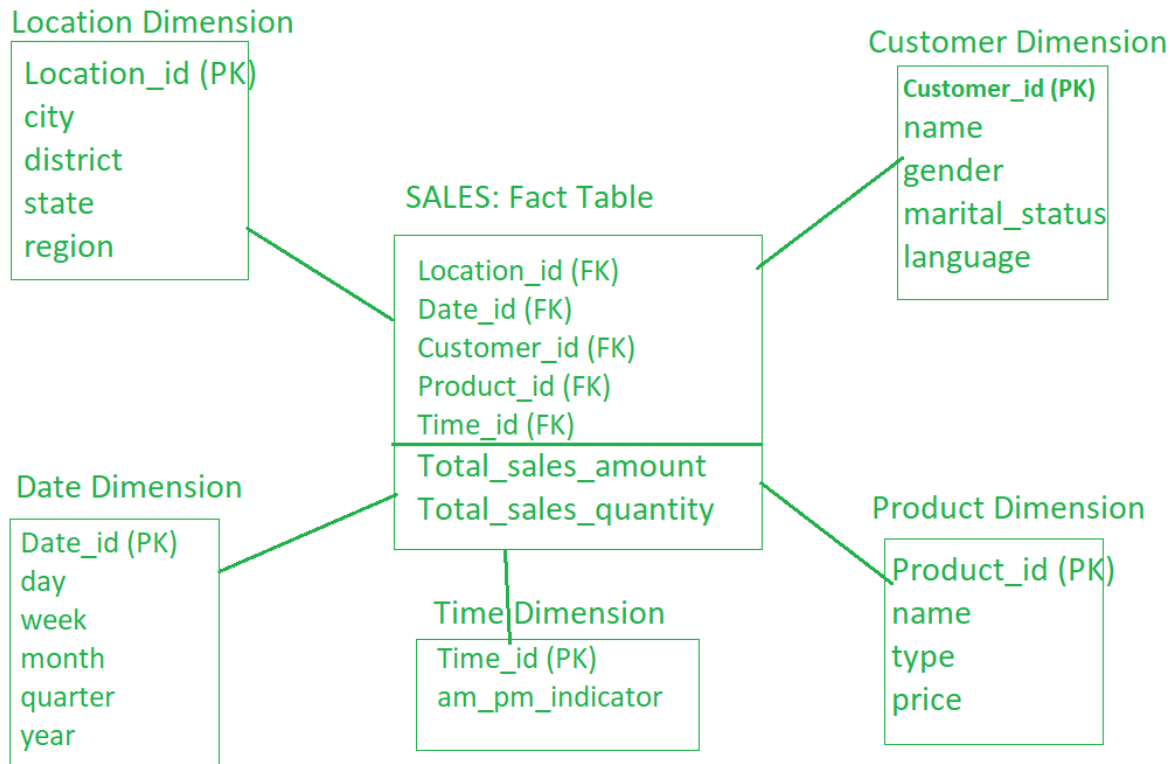 Location Dimension
Location_id (PK)
city
district
state
region
Customer Dimension
Customer_id (PK)
name
gender
marital_status
language
SALES: Fact Table
Location_id (FK)
Date_id (FK)
Customer_id (FK)
Product_id (FK)
Time_id (FK)
Total_sales_amount
Total_sales_quantity
Date Dimension
Date_id (PK)
day
week
month
quarter
year
Time Dimension
Time_id (PK)
am_pm_indicator
Product Dimension
Product_id (PK)
name
type
price